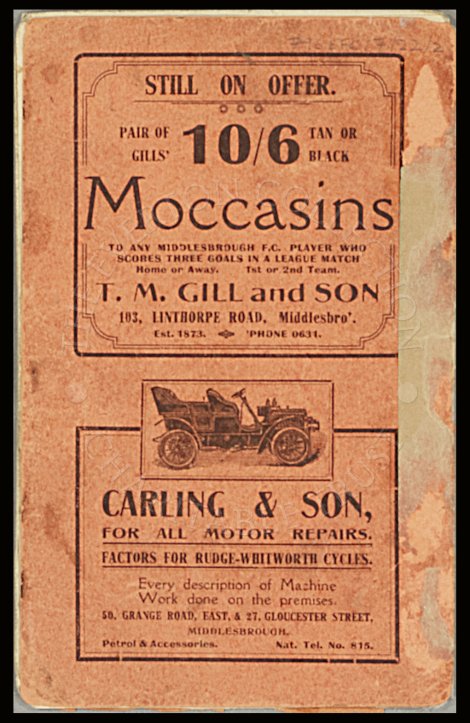 STILL ON OFFER.
PAIR OF
GILLS'
10/6
TAN OR
BLACK
Moccasins
TO ANY MIDDLESBROUGH F.C. PLAYER WHO
SCORES THREE GOALS IN A LEAGUE MATCH
Home or Away. 1st or 2nd Team.
T. M. GILL and SON
103, LINTHORPE ROAD, Middlesbro'.
Est. 1873. 'PHONE 0631.
CARLING & SON,
FOR ALL MOTOR REPAIRS.
FACTORS FOR RUDGE-WHITWORTH CYCLES.
Every description of Machine
Work done on the premises.
50, GRANGE ROAD, EAST, & 27, GLOUCESTER STREET,
MIDDLESBROUGH.
Petrol & Accessories. Nat. Tel. No. 815.